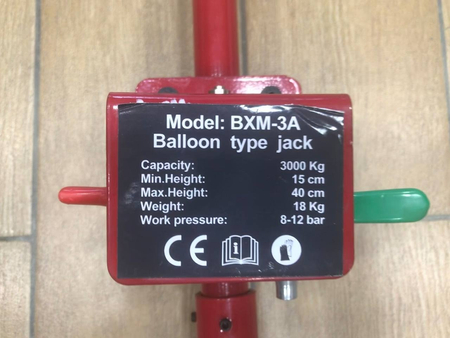 Model: BXM-3A
Balloon type jack
Capacity: 3000 Kg
Min.Height: 15 cm
Max.Height: 40 cm
Weight: 18 Kg
Work pressure: 8-12 bar
CE